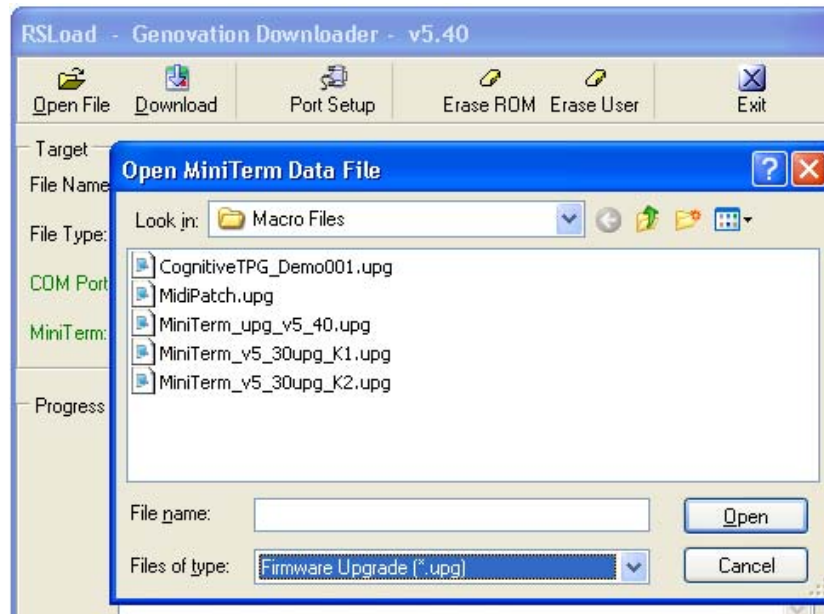 RSLoad - Genovation Downloader - v5.40
Open File Download Port Setup Erase ROM Erase User Exit
Target
File Name
File Type:
COM Port
MiniTerm:
Progress
Open MiniTerm Data File
Look in: Macro Files
CognitiveTPG_Demo001.upg
MidiPatch.upg
MiniTerm_upg_v5_40.upg
MiniTerm_v5_30upg_K1.upg
MiniTerm_v5_30upg_K2.upg
File name: Open
Files of type: Firmware Upgrade (*.upg) Cancel